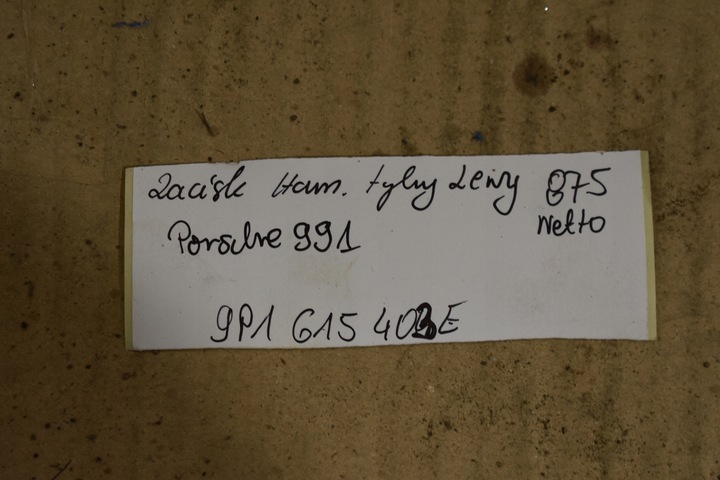 Zacisk Ham. tylny Lewy 875
Netto
Porsche 991
9P1 615 403E